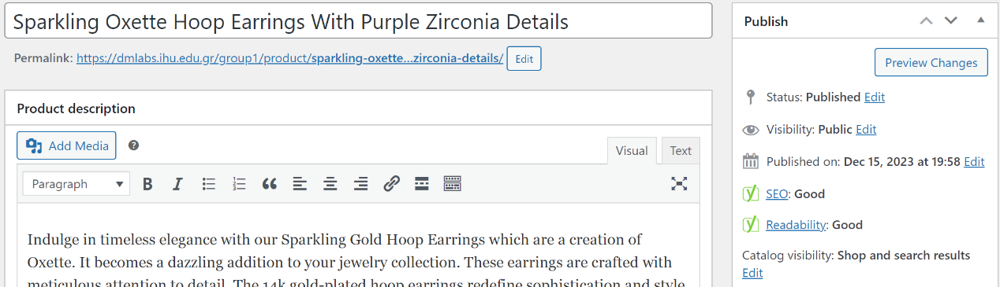 Sparkling Oxette Hoop Earrings With Purple Zirconia Details
Permalink: https://dmlabs.ihu.edu.gr/group1/product/sparkling-oxette...zirconia-details/ Edit
Product description
Add Media ?
Visual Text
Paragraph B I
Indulge in timeless elegance with our Sparkling Gold Hoop Earrings which are a creation of
Oxette. It becomes a dazzling addition to your jewelry collection. These earrings are crafted with
meticulous attention to detail. The 14k gold-plated hoop earrings redefine sophistication and style
Publish
Preview Changes
Status: Published Edit
Visibility: Public Edit
Published on: Dec 15, 2023 at 19:58 Edit
SEO: Good
Readability: Good
Catalog visibility: Shop and search results
Edit